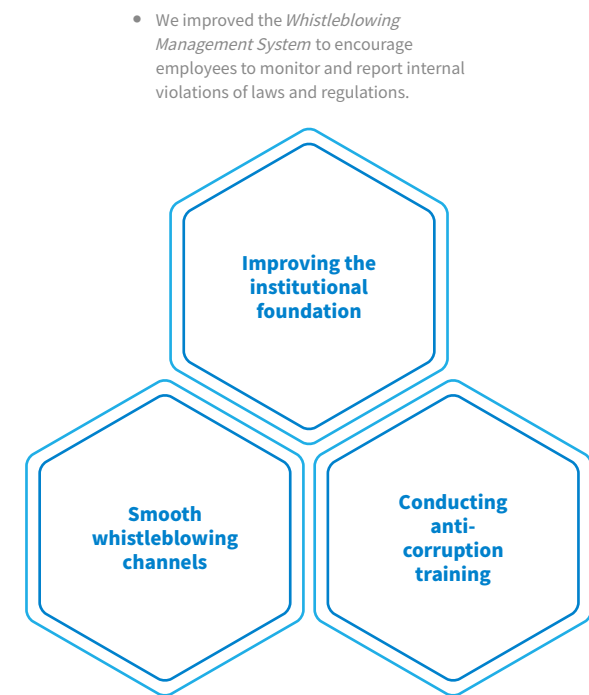 • We improved the Whistleblowing
Management System to encourage
employees to monitor and report internal
violations of laws and regulations.
Improving the
institutional
foundation
Smooth
whistleblowing
channels
Conducting
anti-
corruption
training